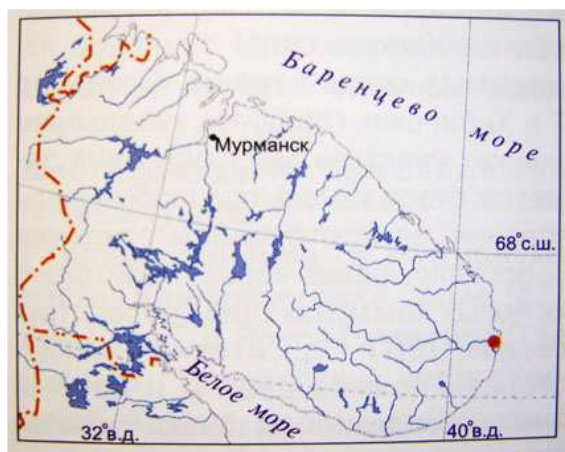 Баренцево море
Мурманск
68°с.ш.
Белое море
32°в.д.
40°в.д.